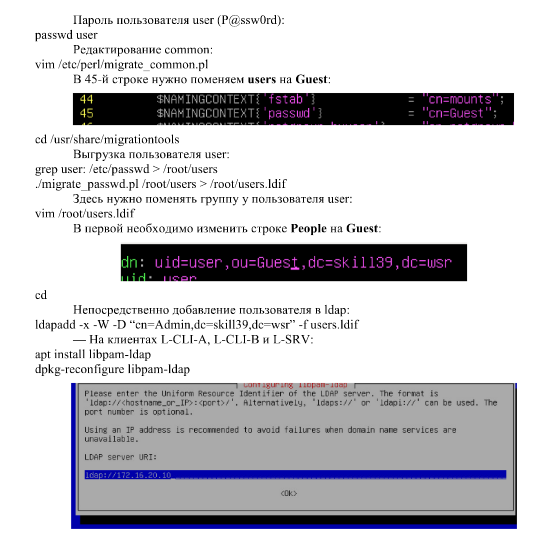 Пароль пользователя user (P@ssw0rd):
passwd user
Редактирование common:
vim /etc/perl/migrate_common.pl
В 45-й строке нужно поменяем users на Guest:
44 $NAMINGCONTEXT{'fstab'} = "cn=mounts";
45 $NAMINGCONTEXT{'passwd'} = "cn=Guest";
cd /usr/share/migrationtools
Выгрузка пользователя user:
grep user: /etc/passwd > /root/users
./migrate_passwd.pl /root/users > /root/users.ldif
Здесь нужно поменять группу у пользователя user:
vim /root/users.ldif
В первой необходимо изменить строке People на Guest:
dn: uid=user,ou=Guest,dc=skill39,dc=wsr
uid: user
cd
Непосредственно добавление пользователя в ldap:
ldapadd -x -W -D “cn=Admin,dc=skill39,dc=wsr” -f users.ldif
— На клиентах L-CLI-A, L-CLI-B и L-SRV:
apt install libpam-ldap
dpkg-reconfigure libpam-ldap
Configuring libpam-ldap
Please enter the Uniform Resource Identifier of the LDAP server. The format is
'ldap://<hostname_or_IP>:<port>/'. Alternatively, 'ldaps://' or 'ldapi://' can be used. The
port number is optional.
Using an IP address is recommended to avoid failures when domain name services are
unavailable.
LDAP server URI:
ldap://172.16.20.10
<Ok>